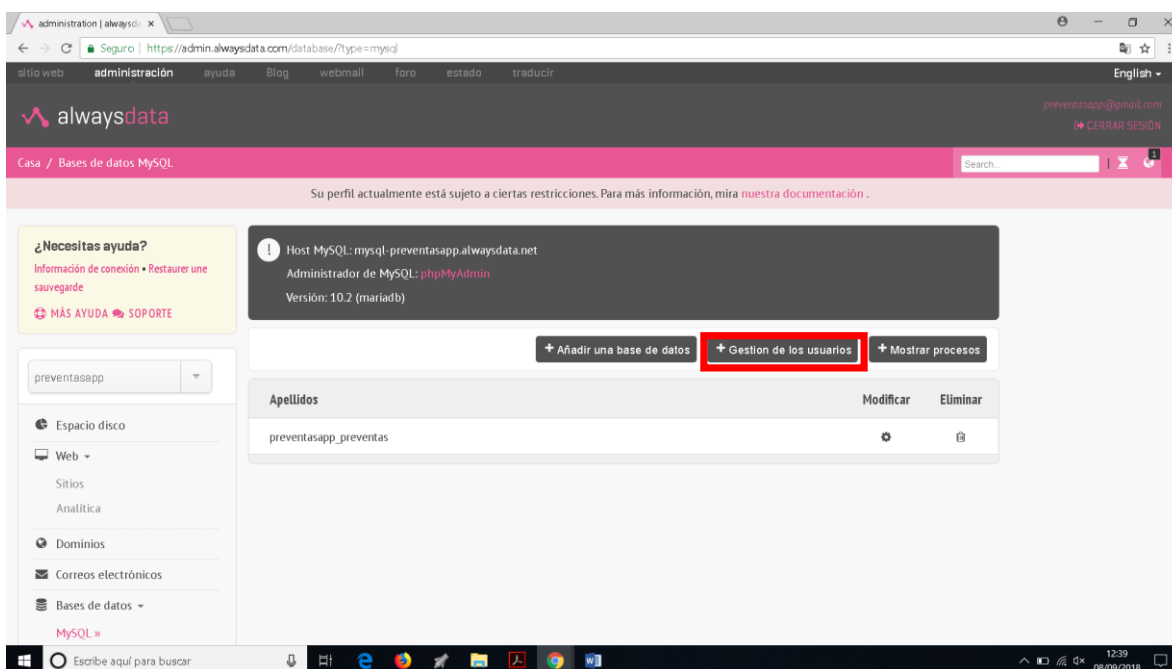 administration | alwaysda
Seguro | https://admin.alwaysdata.com/database/?type=mysql
sitio web administración ayuda Blog webmail foro estado traducir English
alwaysdata
preventasapp@gmail.com
CERRAR SESIÓN
Casa / Bases de datos MySQL
Search...
1
Su perfil actualmente está sujeto a ciertas restricciones. Para más información, mira nuestra documentación .
¿Necesitas ayuda?
Información de conexión • Restaurer une
sauvegarde
MÁS AYUDA SOPORTE
! Host MySQL: mysql-preventasapp.alwaysdata.net
Administrador de MySQL: phpMyAdmin
Versión: 10.2 (mariadb)
+ Añadir una base de datos + Gestion de los usuarios + Mostrar procesos
preventasapp
Apellidos Modificar Eliminar
preventasapp_preventas
Espacio disco
Web
Sitios
Analítica
Dominios
Correos electrónicos
Bases de datos
MySQL »
Escribe aquí para buscar
12:39
08/09/2018